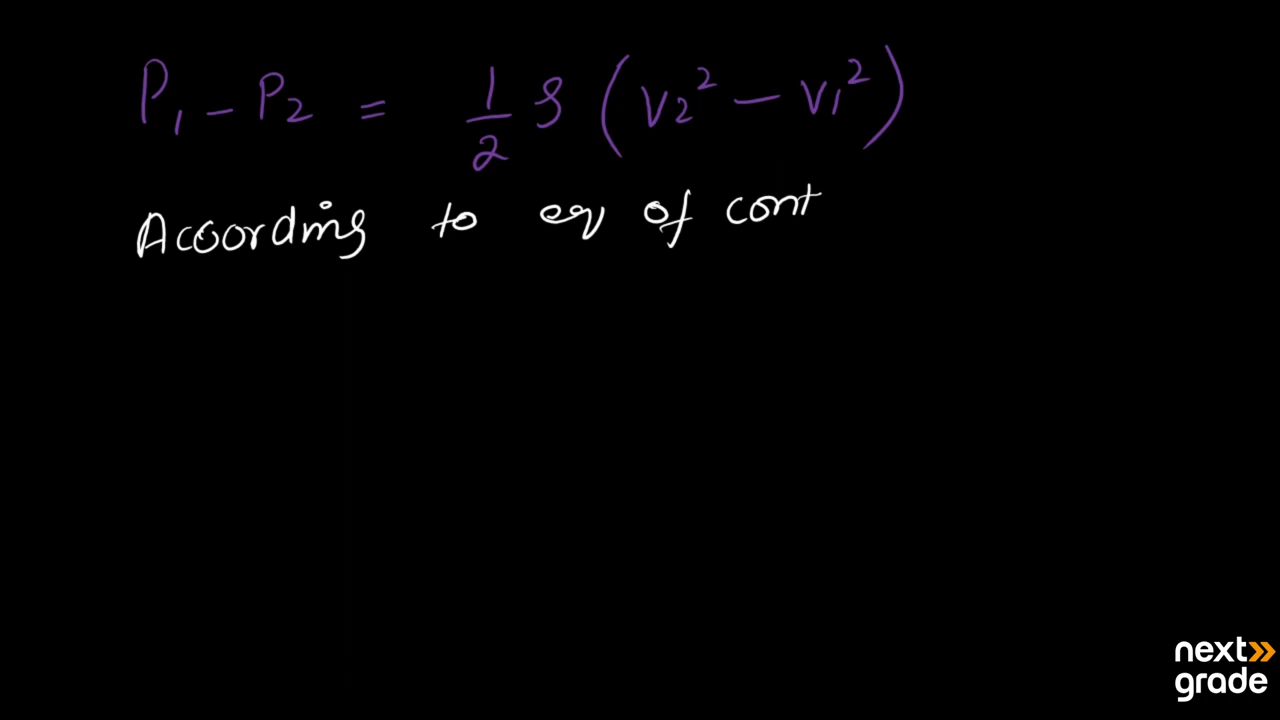 P₁ - P₂ = 1/2 ρ (v₂² - v₁²)
According to eq of cont
next
grade